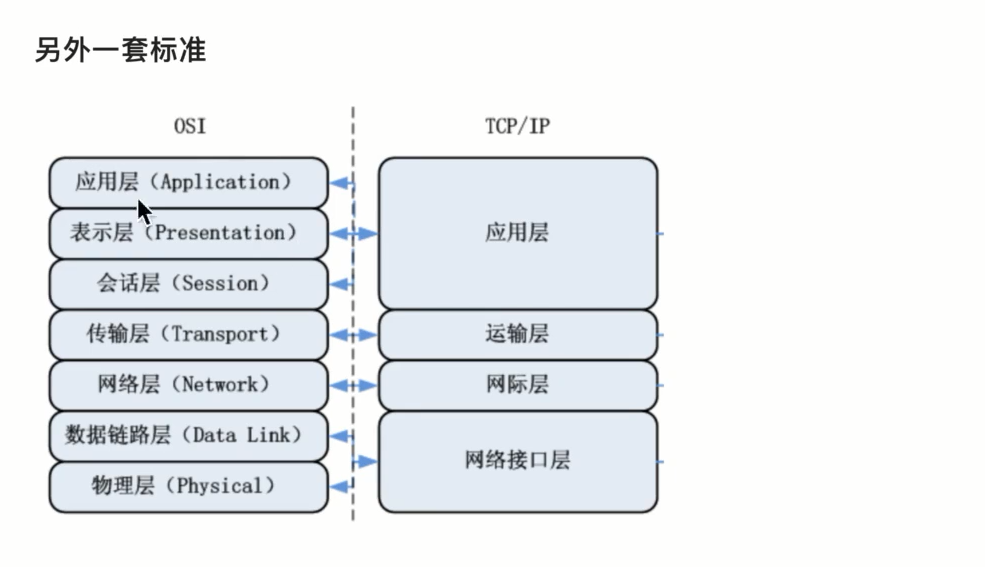 另外一套标准
OSI
TCP/IP
应用层（Application）
表示层（Presentation）
会话层（Session）
传输层（Transport）
网络层（Network）
数据链路层（Data Link）
物理层（Physical）
应用层
运输层
网际层
网络接口层